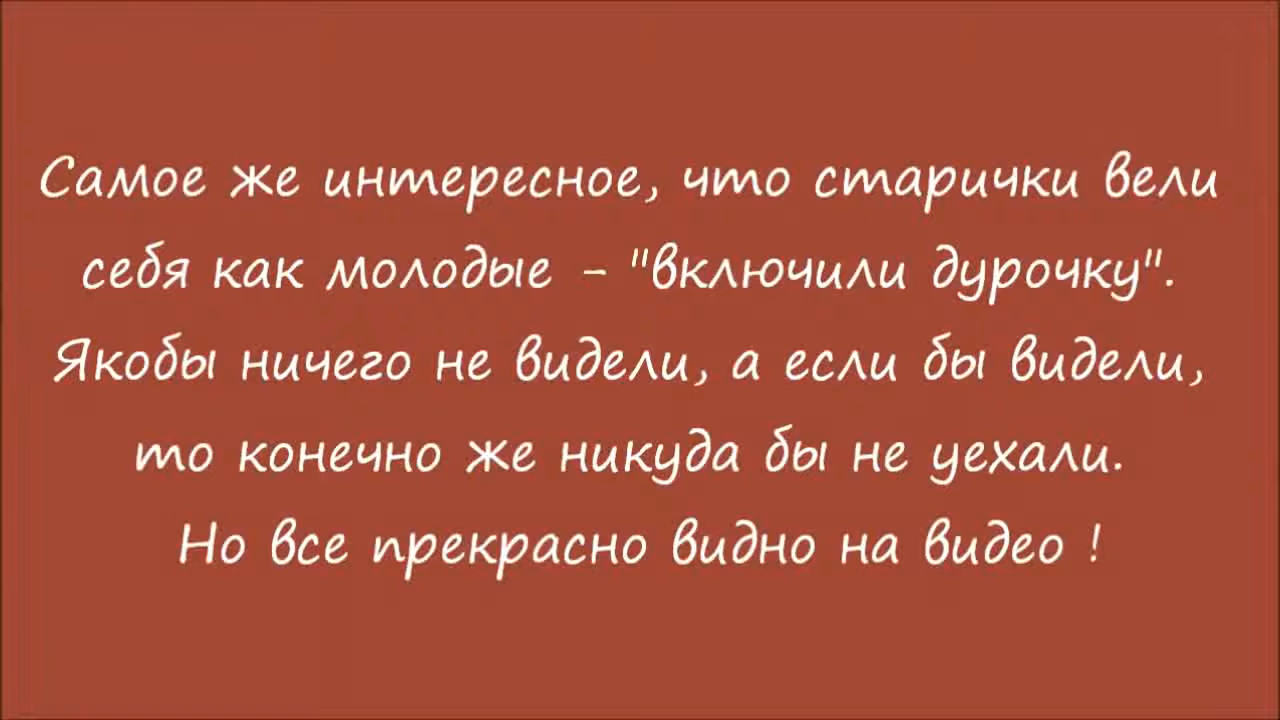 Самое же интересное, что старички вели
себя как молодые - "включили дурочку".
Якобы ничего не видели, а если бы видели,
то конечно же никуда бы не уехали.
Но все прекрасно видно на видео !